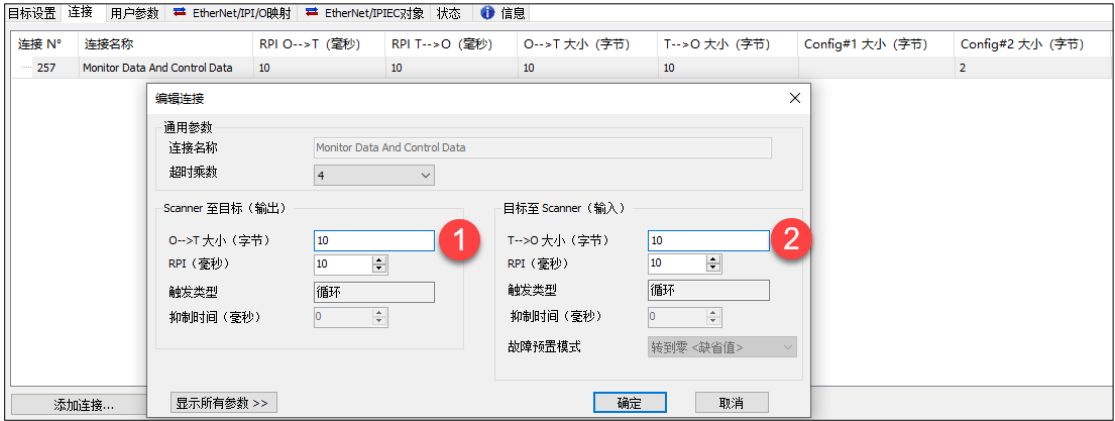 目标设置 连接 用户参数 EtherNet/IPI/O映射 EtherNet/IPIEC对象 状态 信息
连接 N° 连接名称 RPI O-->T (毫秒) RPI T-->O (毫秒) O-->T 大小 (字节) T-->O 大小 (字节) Config#1 大小 (字节) Config#2 大小 (字节)
257 Monitor Data And Control Data 10 10 10 10 2
编辑连接
通用参数
连接名称 Monitor Data And Control Data
超时乘数 4
Scanner 至目标(输出) 目标至 Scanner(输入)
O-->T 大小(字节) 10 1 T-->O 大小(字节) 10 2
RPI(毫秒) 10 RPI(毫秒) 10
触发类型 循环 触发类型 循环
抑制时间(毫秒) 0 抑制时间(毫秒) 0
故障预置模式 转到零 <缺省值>
添加连接... 显示所有参数 >> 确定 取消